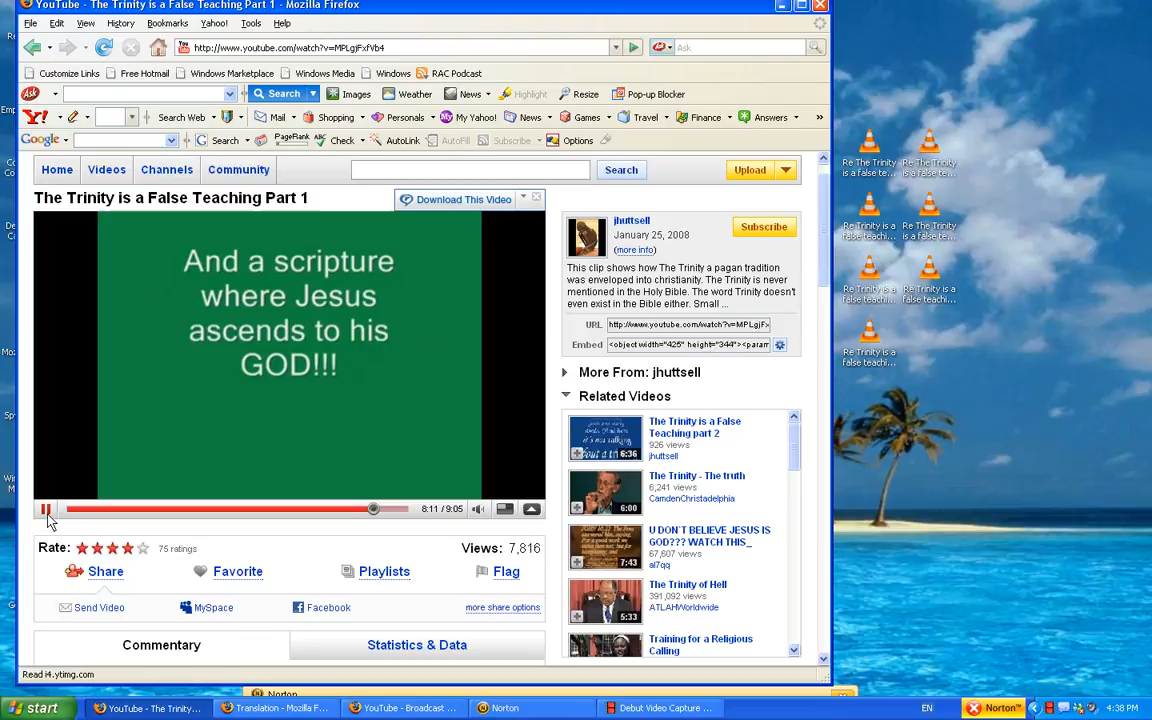 YouTube - The Trinity is a False Teaching Part 1 - Mozilla Firefox
File Edit View History Bookmarks Yahoo! Tools Help
http://www.youtube.com/watch?v=MPLgjFxfVb4
Ask
Customize Links Free Hotmail Windows Marketplace Windows Media Windows RAC Podcast
Ask Search Images Weather News Highlight Resize Pop-up Blocker
Y! Search Web Mail Shopping Personals My Yahoo! News Games Travel Finance Answers »
Google Search PageRank Check AutoLink AutoFill Subscribe Options
Home Videos Channels Community Search Upload
The Trinity is a False Teaching Part 1
Download This Video
And a scripture
where Jesus
ascends to his
GOD!!!
8:11 / 9:05
Rate: 75 ratings Views: 7,816
Share Favorite Playlists Flag
Send Video MySpace Facebook more share options
Commentary Statistics & Data
jhuttsell
January 25, 2008
(more info)
Subscribe
This clip shows how The Trinity a pagan tradition
was enveloped into christianity. The Trinity is never
mentioned in the Holy Bible. The word Trinity doesn't
even exist in the Bible either. Small ...
URL http://www.youtube.com/watch?v=MPLgjFx
Embed <object width="425" height="344"><param
More From: jhuttsell
Related Videos
The Trinity is a False
Teaching part 2
926 views
jhuttsell
6:36
The Trinity - The truth
6,241 views
CamdenChristadelphia
6:00
U DON`T BELIEVE JESUS IS
GOD??? WATCH THIS_
67,607 views
al7qq
7:43
The Trinity of Hell
391,092 views
ATLAHWorldwide
5:33
Training for a Religious
Calling
Re The Trinity
is a false te...
Re The Trinity
is a false te...
Re Trinity is a
false teachi...
Re The Trinity
is a false te...
Re Trinity is a
false teachi...
Re Trinity is a
false teachi...
Re Trinity is a
false teachi...
Read i4.ytimg.com
Norton
start
YouTube - The Trinity...
Translation - Mozilla F...
YouTube - Broadcast ...
Norton
Debut Video Capture ...
EN
Norton™
4:38 PM